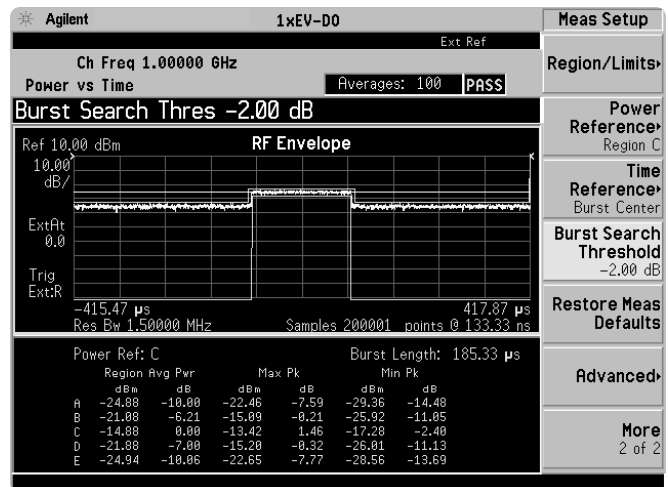 Agilent 1xEV-DO Meas Setup
Ext Ref
Ch Freq 1.00000 GHz
Power vs Time Averages: 100 PASS
Burst Search Thres -2.00 dB
Ref 10.00 dBm RF Envelope
10.00
dB/
ExtAt
0.0
Trig
Ext:R
-415.47 µs 417.87 µs
Res Bw 1.50000 MHz Samples 200001 points @ 133.33 ns
Power Ref: C Burst Length: 185.33 µs
Region Avg Pwr Max Pk Min Pk
dBm dB dBm dB dBm dB
A -24.88 -10.00 -22.46 -7.59 -29.36 -14.48
B -21.08 -6.21 -15.09 -0.21 -25.92 -11.05
C -14.88 0.00 -13.42 1.46 -17.28 -2.40
D -21.88 -7.00 -15.20 -0.32 -26.01 -11.13
E -24.94 -10.06 -22.65 -7.77 -28.56 -13.69
Region/Limits
Power
Reference
Region C
Time
Reference
Burst Center
Burst Search
Threshold
-2.00 dB
Restore Meas
Defaults
Advanced
More
2 of 2